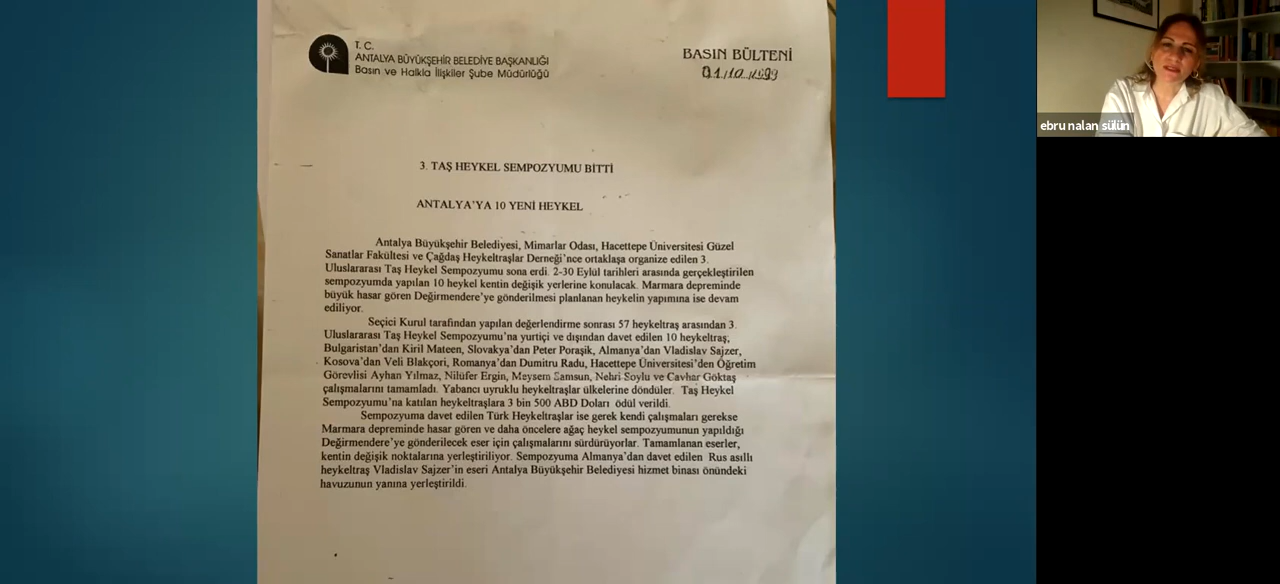 T. C.
ANTALYA BÜYÜKŞEHİR BELEDİYE BAŞKANLIĞI
Basın ve Halkla İlişkiler Şube Müdürlüğü
BASIN BÜLTENİ
01/10/1999
3. TAŞ HEYKEL SEMPOZYUMU BİTTİ
ANTALYA'YA 10 YENİ HEYKEL
Antalya Büyükşehir Belediyesi, Mimarlar Odası, Hacettepe Üniversitesi Güzel
Sanatlar Fakültesi ve Çağdaş Heykeltraşlar Derneği'nce ortaklaşa organize edilen 3.
Uluslararası Taş Heykel Sempozyumu sona erdi. 2-30 Eylül tarihleri arasında gerçekleştirilen
sempozyumda yapılan 10 heykel kentin değişik yerlerine konulacak. Marmara depreminde
büyük hasar gören Değirmendere'ye gönderilmesi planlanan heykelin yapımına ise devam
ediliyor.
Seçici Kurul tarafından yapılan değerlendirme sonrası 57 heykeltraş arasından 3.
Uluslararası Taş Heykel Sempozyumu'na yurtiçi ve dışından davet edilen 10 heykeltraş;
Bulgaristan'dan Kiril Mateen, Slovakya'dan Peter Poraşik, Almanya'dan Vladislav Sajzer,
Kosova'dan Veli Blakçori, Romanya'dan Dumitru Radu, Hacettepe Üniversitesi'den Öğretim
Görevlisi Ayhan Yılmaz, Nilüfer Ergin, Meysem Samsun, Nehri Soylu ve Cavhar Göktaş
çalışmalarını tamamladı. Yabancı uyruklu heykeltraşlar ülkelerine döndüler. Taş Heykel
Sempozyumu'na katılan heykeltraşlara 3 bin 500 ABD Doları ödül verildi.
Sempozyuma davet edilen Türk Heykeltraşlar ise gerek kendi çalışmaları gerekse
Marmara depreminde hasar gören ve daha öncelere ağaç heykel sempozyumunun yapıldığı
Değirmendere'ye gönderilecek eser için çalışmalarını sürdürüyorlar. Tamamlanan eserler,
kentin değişik noktalarına yerleştiriliyor. Sempozyuma Almanya'dan davet edilen Rus asıllı
heykeltraş Vladislav Sajzer'in eseri Antalya Büyükşehir Belediyesi hizmet binası önündeki
havuzunun yanına yerleştirildi.
ebru nalan sülün